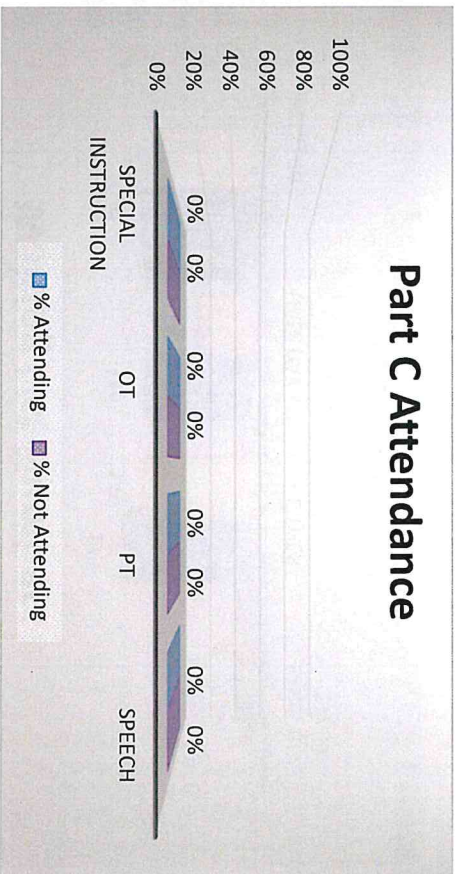 Part C Attendance
100%
80%
60%
40%
20%
0%
0% 0% 0% 0% 0% 0% 0% 0%
SPECIAL INSTRUCTION
OT
PT
SPEECH
% Attending % Not Attending